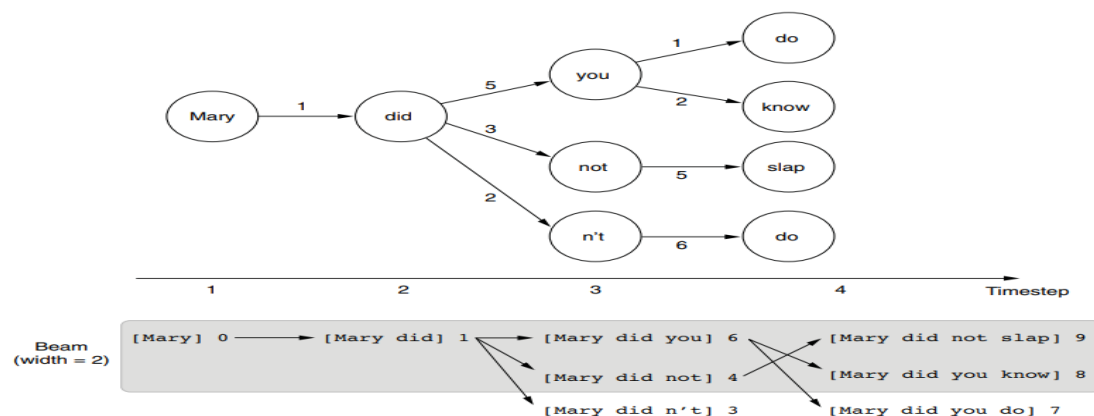 1 do
you
5 2 know
Mary 1 did
3 not 5 slap
2
n't 6 do
1 2 3 4 Timestep
Beam
(width = 2)
[Mary] 0 [Mary did] 1 [Mary did you] 6 [Mary did not slap] 9
[Mary did not] 4 [Mary did you know] 8
[Mary did n't] 3 [Mary did you do] 7